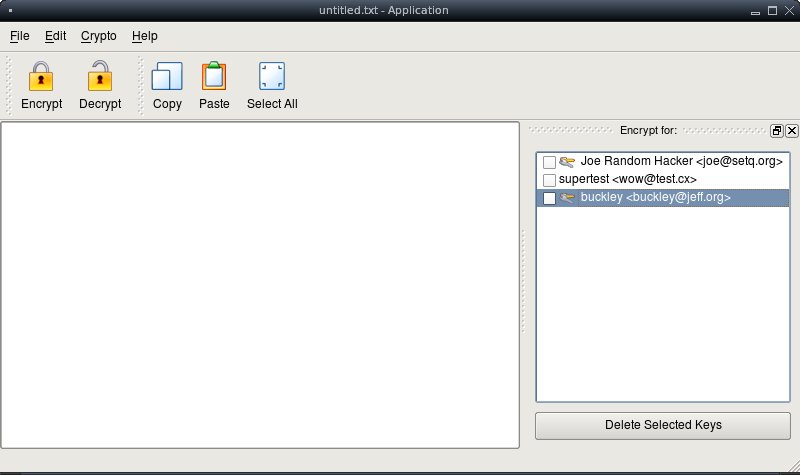 untitled.txt - Application
File Edit Crypto Help
Encrypt Decrypt Copy Paste Select All
Encrypt for:
Joe Random Hacker <joe@setq.org>
supertest <wow@test.cx>
buckley <buckley@jeff.org>
Delete Selected Keys